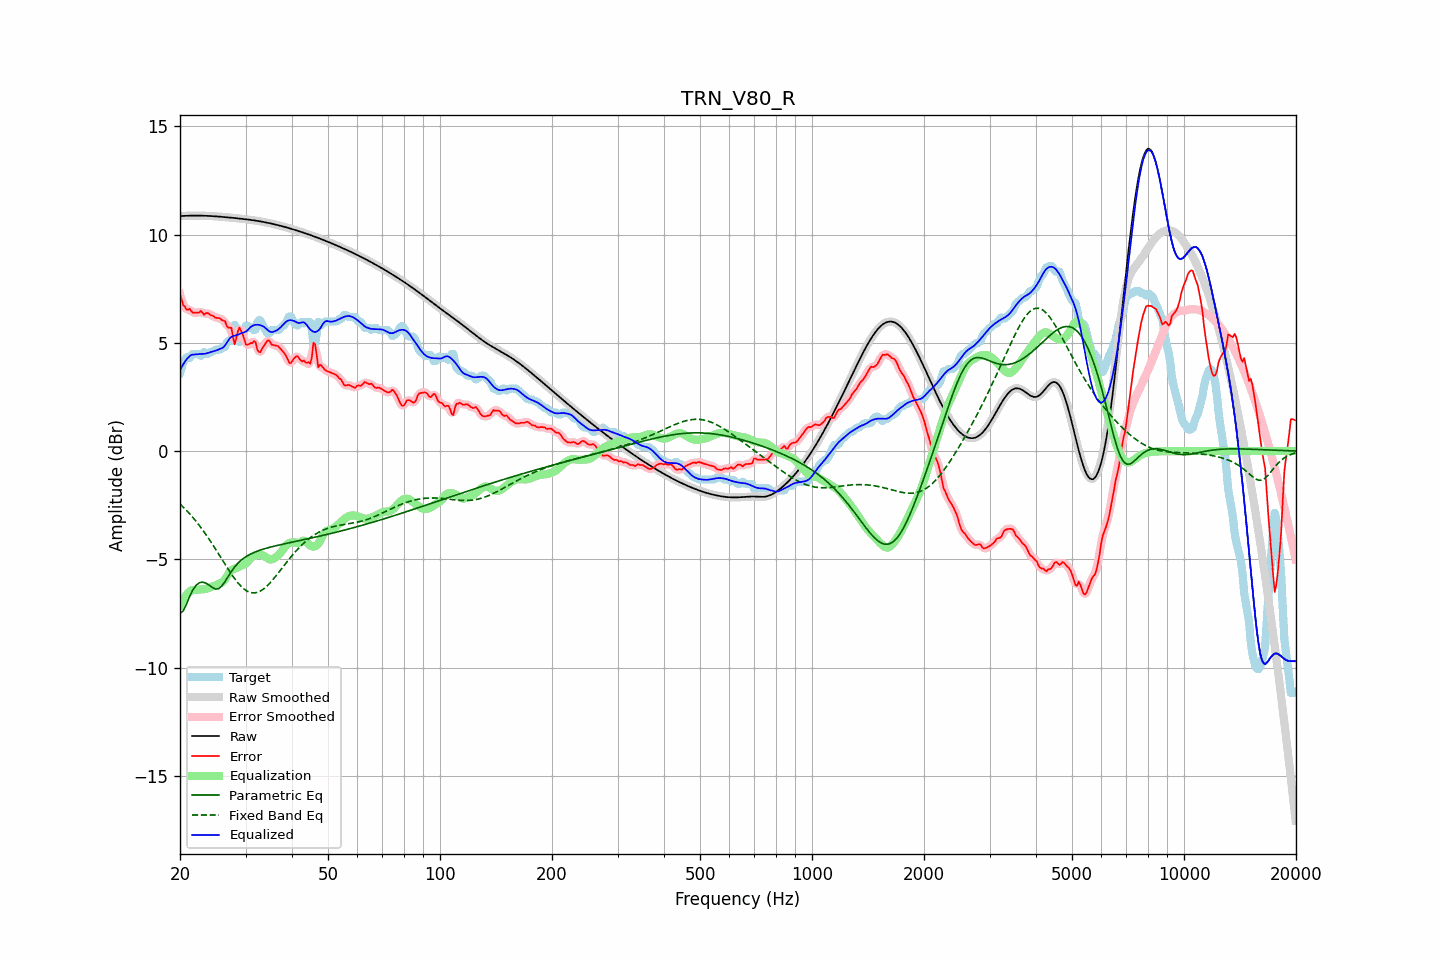 TRN_V80_R
Amplitude (dBr)
15
10
5
0
−5
−10
−15
Target
Raw Smoothed
Error Smoothed
Raw
Error
Equalization
Parametric Eq
Fixed Band Eq
Equalized
20 50 100 200 500 1000 2000 5000 10000 20000
Frequency (Hz)